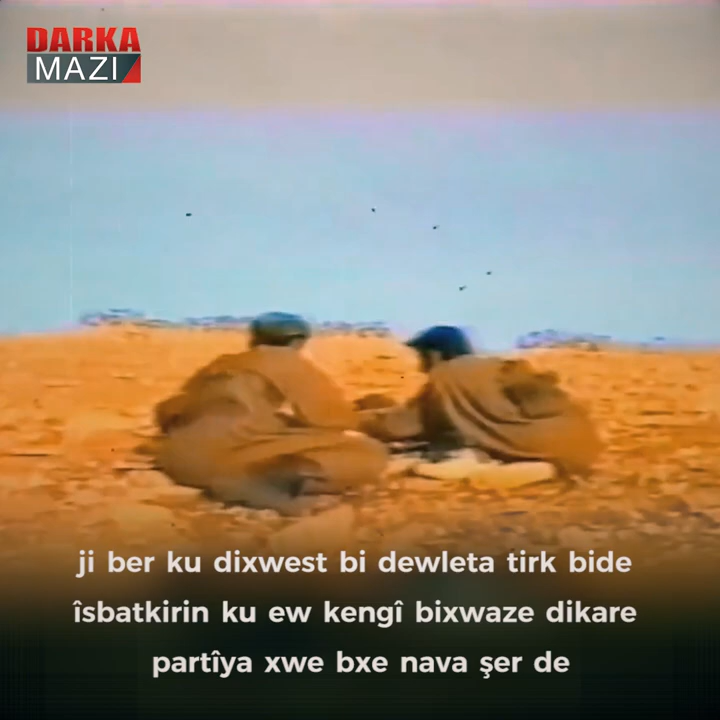 DARKA
MAZI
ji ber ku dixwest bi dewleta tirk bide
îsbatkirin ku ew kengî bixwaze dikare
partîya xwe bxe nava şer de